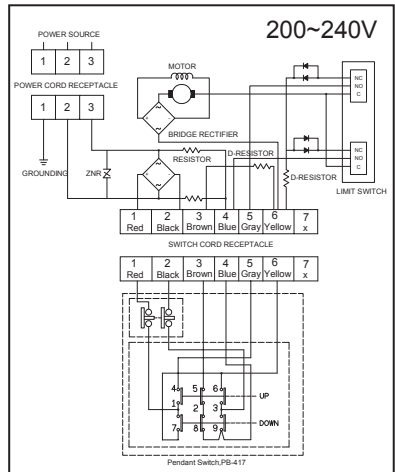 200~240V
POWER SOURCE
1 2 3
POWER CORD RECEPTACLE
1 2 3
MOTOR
BRIDGE RECTIFIER
GROUNDING
ZNR
RESISTOR
D-RESISTOR
D-RESISTOR
NC
NO
C
NC
NO
C
LIMIT SWITCH
1 2 3 4 5 6 7
Red Black Brown Blue Gray Yellow x
SWITCH CORD RECEPTACLE
1 2 3 4 5 6 7
Red Black Brown Blue Gray Yellow x
4 5 6
UP
1 2 3
DOWN
7 8 9
Pendant Switch,PB-417